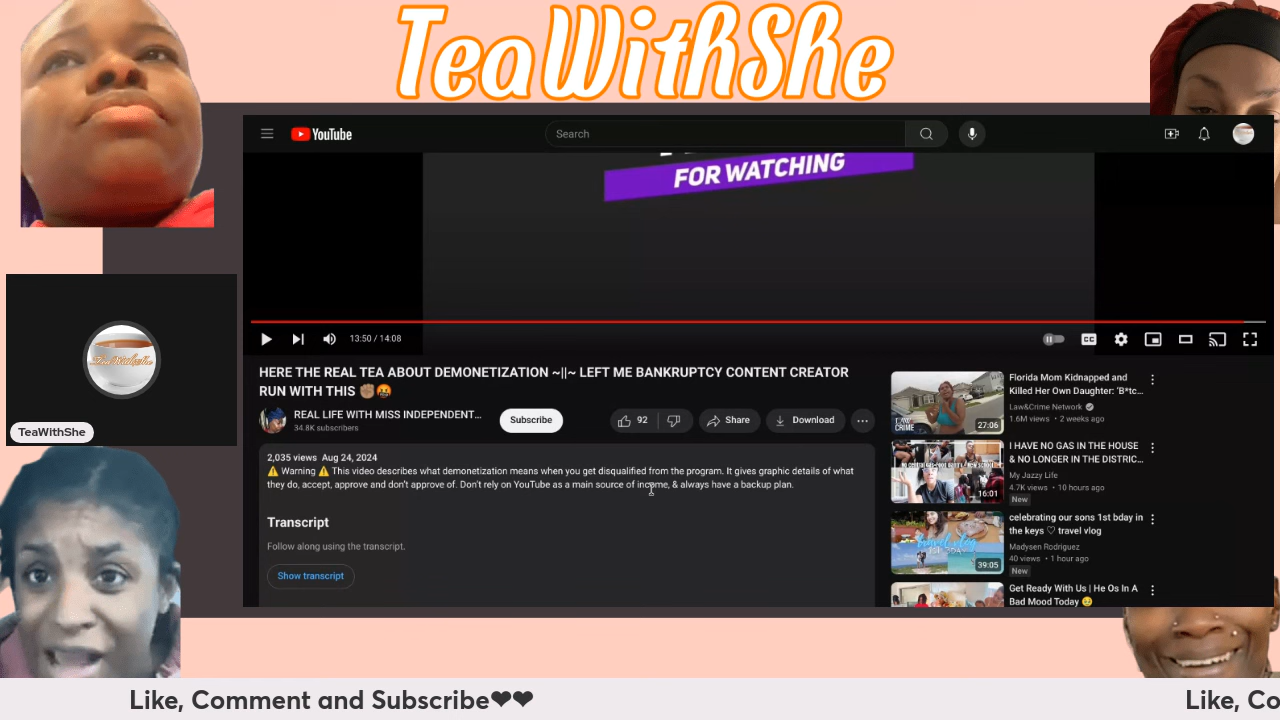 TeaWithShe
YouTube
Search
FOR WATCHING
13:50 / 14:08
CC
HERE THE REAL TEA ABOUT DEMONETIZATION ~||~ LEFT ME BANKRUPTCY CONTENT CREATOR
RUN WITH THIS ✊🏽🤬
REAL LIFE WITH MISS INDEPENDENT...
34.8K subscribers
Subscribe
92
Share
Download
2,035 views Aug 24, 2024
⚠️ Warning ⚠️ This video describes what demonetization means when you get disqualified from the program. It gives graphic details of what
they do, accept, approve and don't approve of. Don't rely on YouTube as a main source of income, & always have a backup plan.
Transcript
Follow along using the transcript.
Show transcript
LAW&
CRIME
27:06
Florida Mom Kidnapped and
Killed Her Own Daughter: 'B*tc...
Law&Crime Network
1.6M views • 2 weeks ago
16:01
I HAVE NO GAS IN THE HOUSE
& NO LONGER IN THE DISTRIC...
My Jazzy Life
4.7K views • 10 hours ago
New
travel vlog
39:05
celebrating our sons 1st bday in
the keys ♡ travel vlog
Madysen Rodriguez
40 views • 1 hour ago
New
Get Ready With Us | He Os In A
Bad Mood Today 🥹
TeaWithShe
TeaWithShe
Like, Comment and Subscribe❤❤
Like, Co